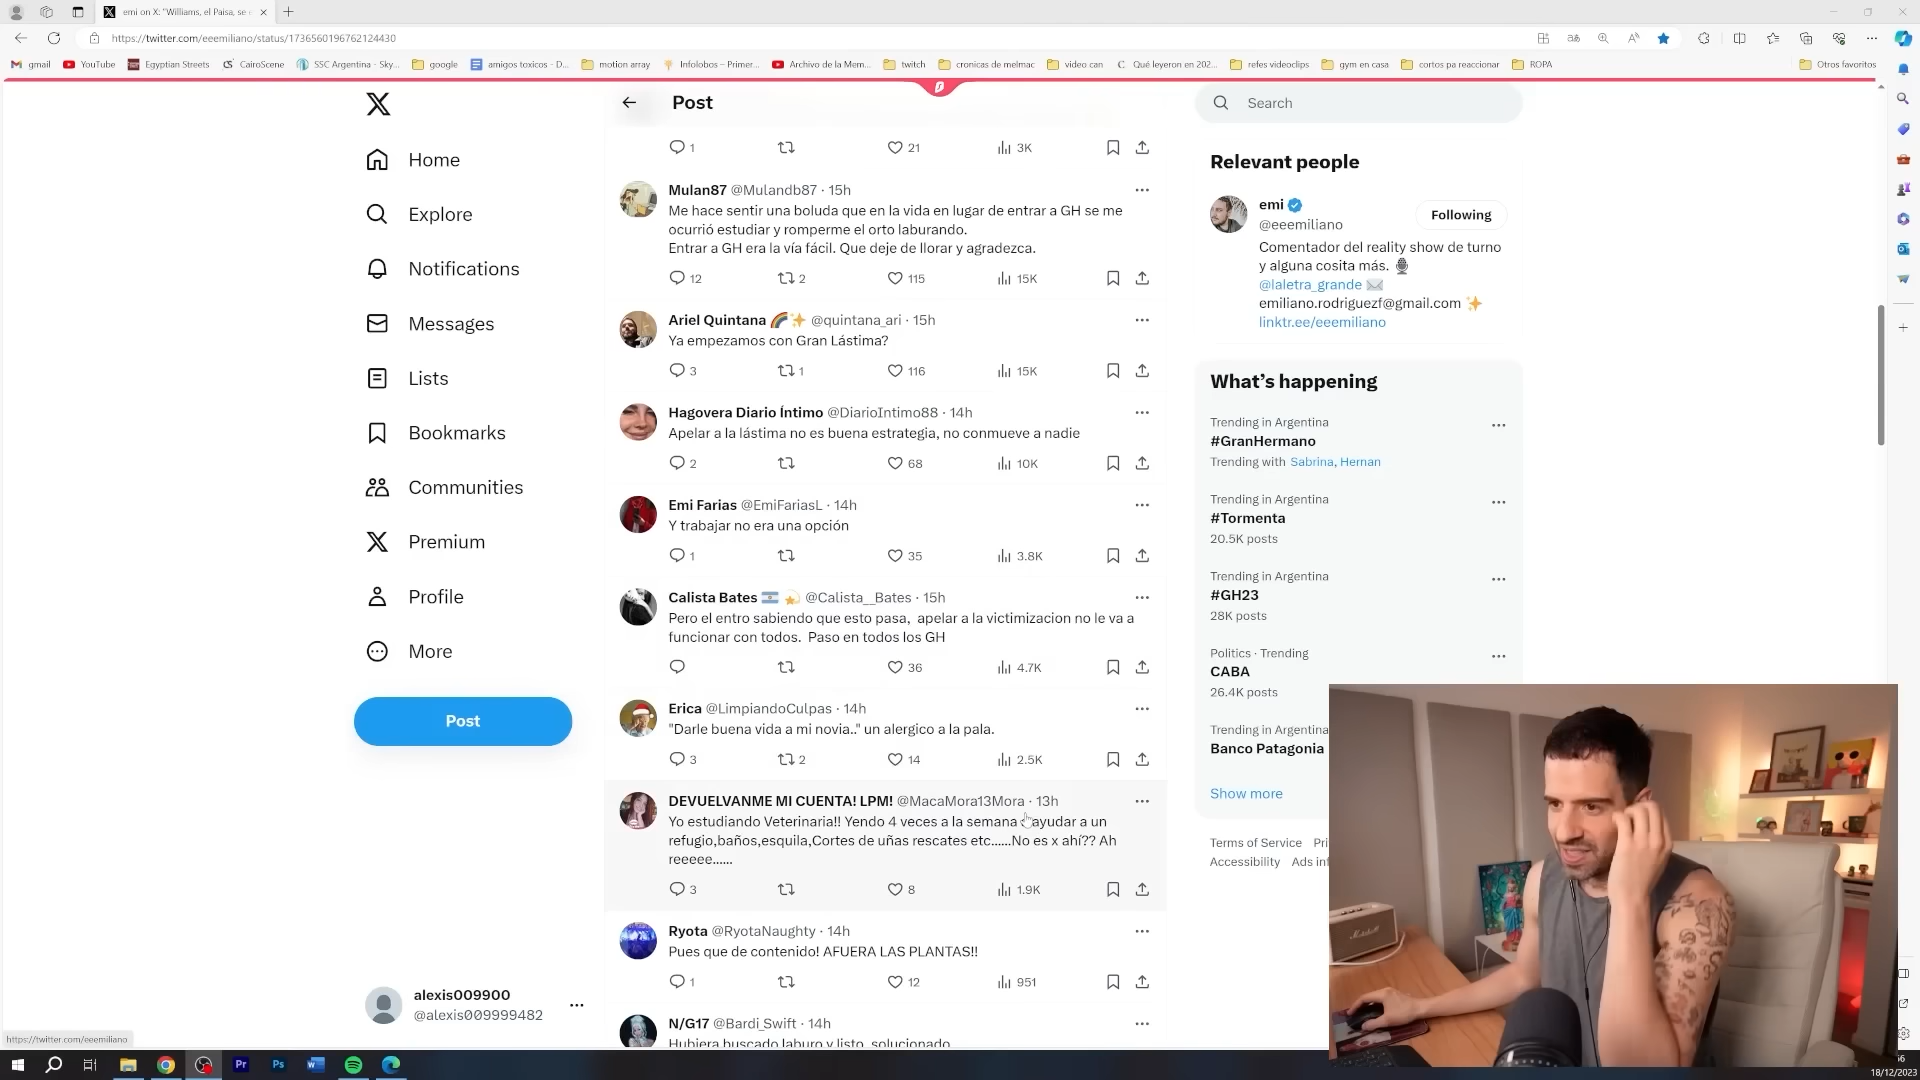 emi on X: "Williams, el Paisa, se
https://twitter.com/eeemiliano/status/1736560196762124430
gmail
YouTube
Egyptian Streets
CairoScene
SSC Argentina - Sky...
google
amigos toxicos - D...
motion array
Infolobos – Primer...
Archivo de la Mem...
twitch
cronicas de melmac
video can
Qué leyeron en 202...
refes videoclips
gym en casa
cortos pa reaccionar
ROPA
Otros favoritos
Home
Explore
Notifications
Messages
Lists
Bookmarks
Communities
Premium
Profile
More
Post
alexis009900
@alexis009999482
https://twitter.com/eeemiliano
Post
1 21 3K
Mulan87 @Mulandb87 · 15h
Me hace sentir una boluda que en la vida en lugar de entrar a GH se me
ocurrió estudiar y romperme el orto laburando.
Entrar a GH era la vía fácil. Que deje de llorar y agradezca.
12 2 115 15K
Ariel Quintana 🌈✨ @quintana_ari · 15h
Ya empezamos con Gran Lástima?
3 1 116 15K
Hagovera Diario Íntimo @DiarioIntimo88 · 14h
Apelar a la lástima no es buena estrategia, no conmueve a nadie
2 68 10K
Emi Farias @EmiFariasL · 14h
Y trabajar no era una opción
1 35 3.8K
Calista Bates 🇦🇷 💫 @Calista__Bates · 15h
Pero el entro sabiendo que esto pasa, apelar a la victimizacion no le va a
funcionar con todos. Paso en todos los GH
36 4.7K
Erica @LimpiandoCulpas · 14h
"Darle buena vida a mi novia.." un alergico a la pala.
3 2 14 2.5K
DEVUELVANME MI CUENTA! LPM! @MacaMora13Mora · 13h
Yo estudiando Veterinaria!! Yendo 4 veces a la semana ayudar a un
refugio,baños,esquila,Cortes de uñas rescates etc......No es x ahí?? Ah
reeeee......
3 8 1.9K
Ryota @RyotaNaughty · 14h
Pues que de contenido! AFUERA LAS PLANTAS!!
1 12 951
N/G17 @Bardi_Swift · 14h
Hubiera buscado laburo y listo, solucionado
Search
Relevant people
emi
@eeemiliano
Following
Comentador del reality show de turno
y alguna cosita más. 🎙️
@laletra_grande ✉️
emiliano.rodriguezf@gmail.com ✨
linktr.ee/eeemiliano
What's happening
Trending in Argentina
#GranHermano
Trending with Sabrina, Hernan
Trending in Argentina
#Tormenta
20.5K posts
Trending in Argentina
#GH23
28K posts
Politics · Trending
CABA
26.4K posts
Trending in Argentina
Banco Patagonia
Show more
Terms of Service Pri
Accessibility Ads inf
Marshall
18/12/2023